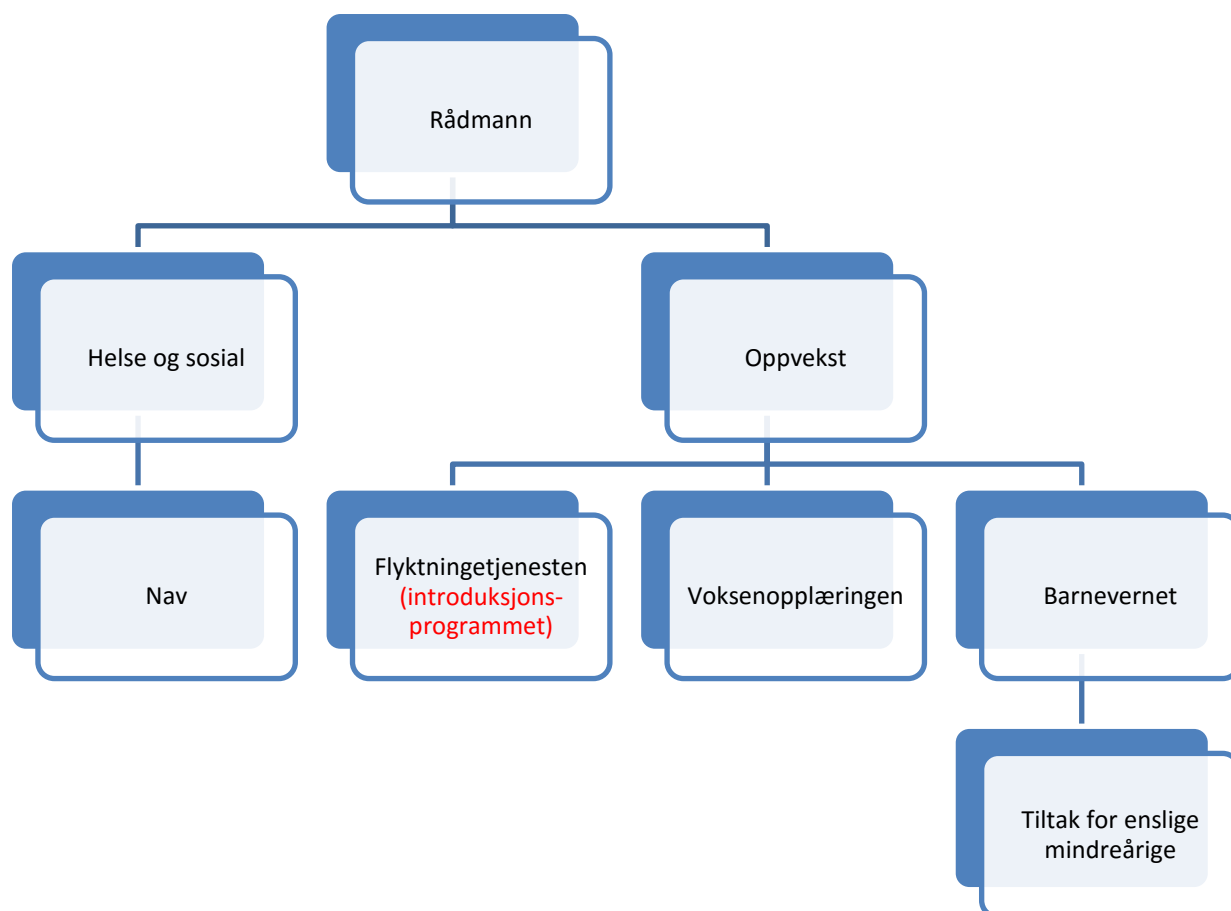 Rådmann
Helse og sosial
Oppvekst
Nav
Flyktningetjenesten
(introduksjons-
programmet)
Voksenopplæringen
Barnevernet
Tiltak for enslige
mindreårige